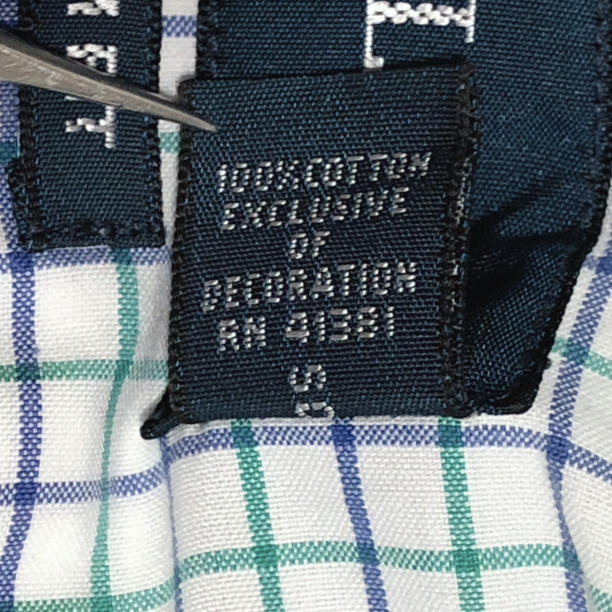 100% COTTON
EXCLUSIVE
OF
DECORATION
RN 41381